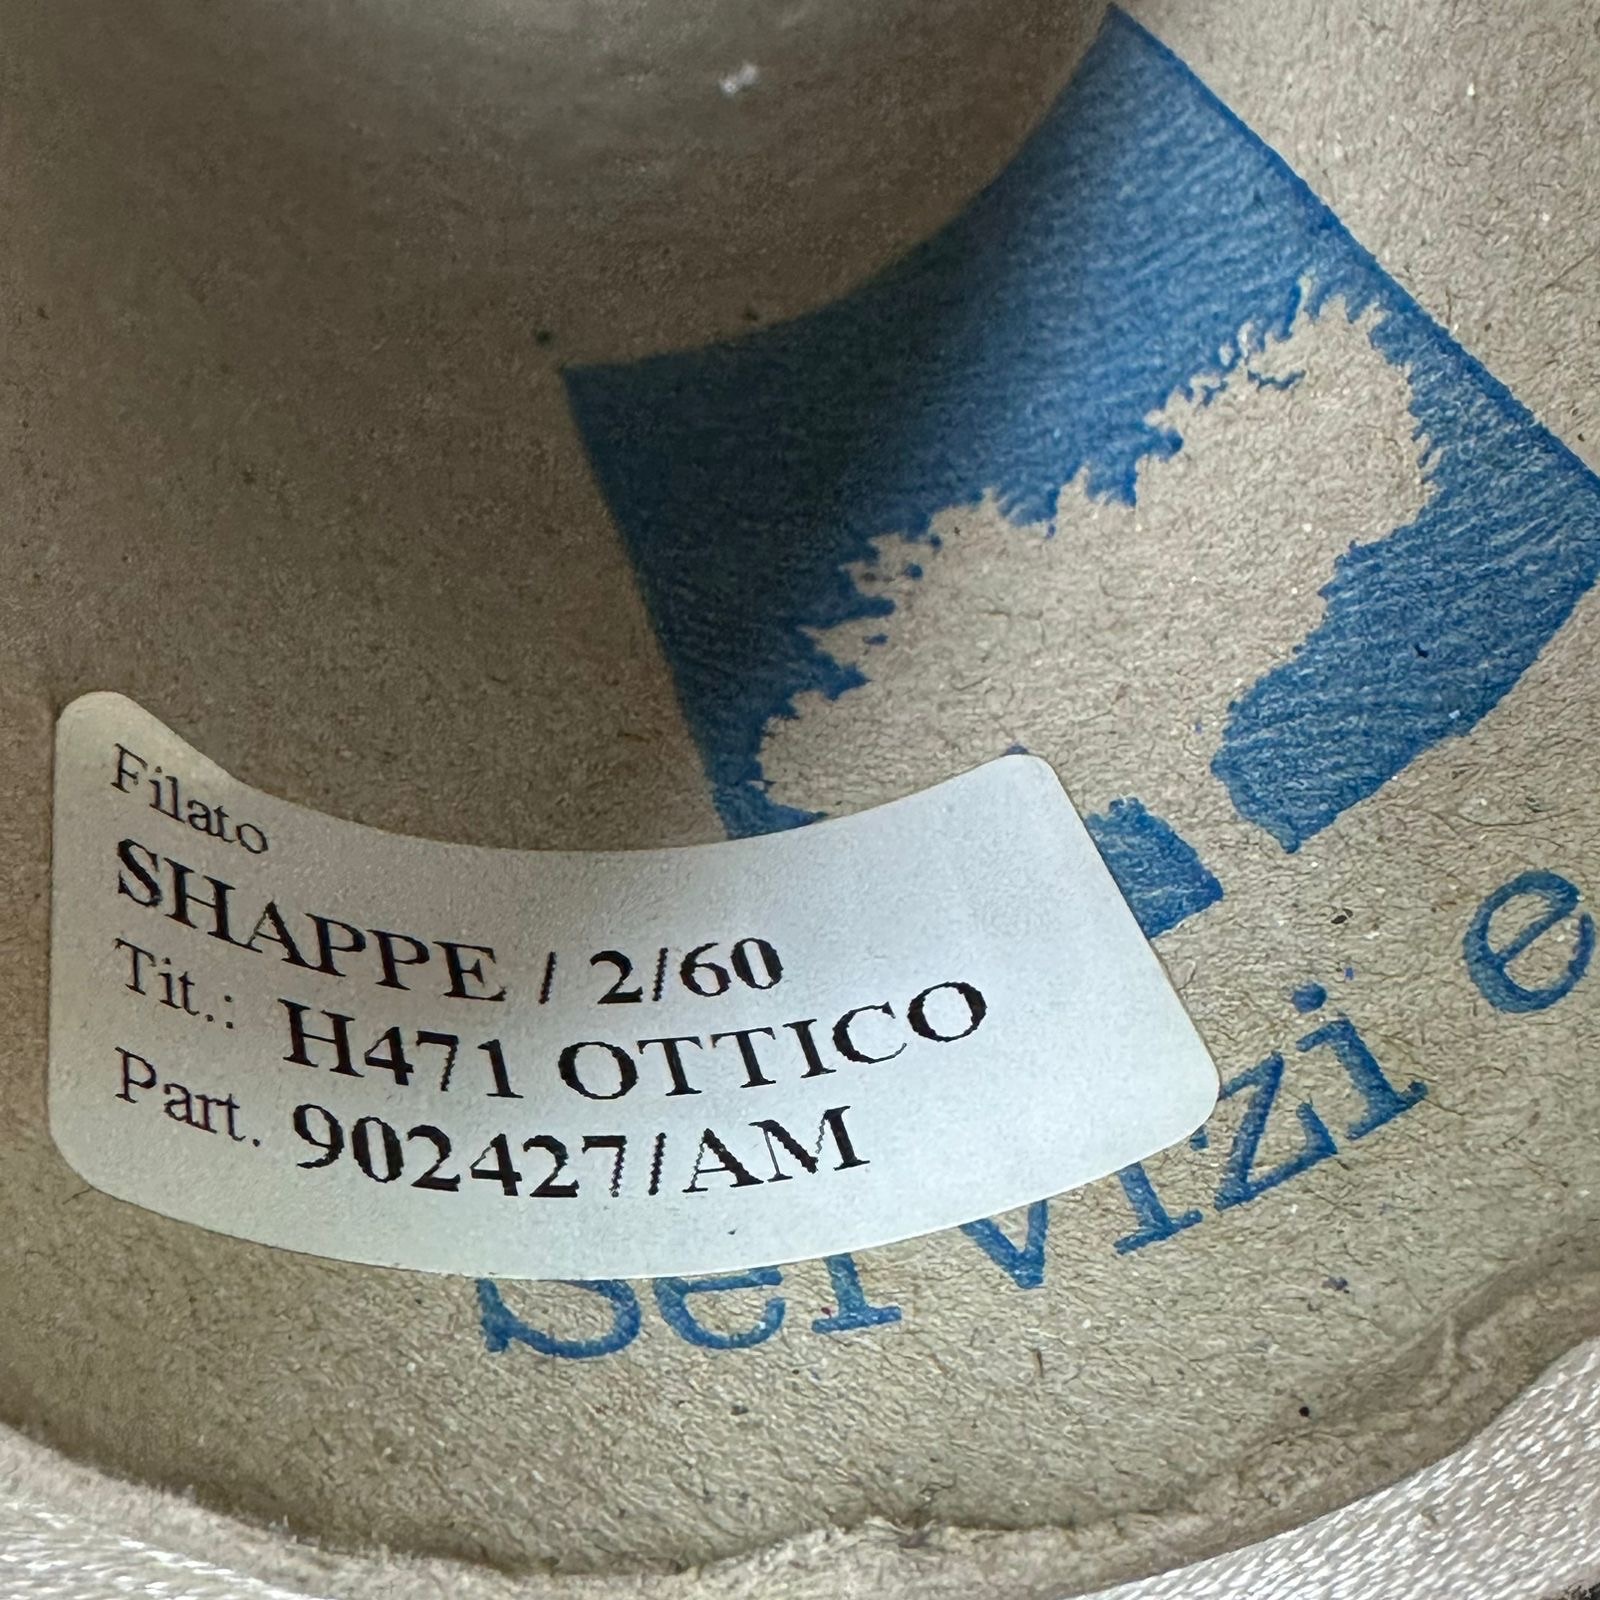 Filato
SHAPPE / 2/60
Tit.: H471 OTTICO
Part. 902427/AM
Servizi e